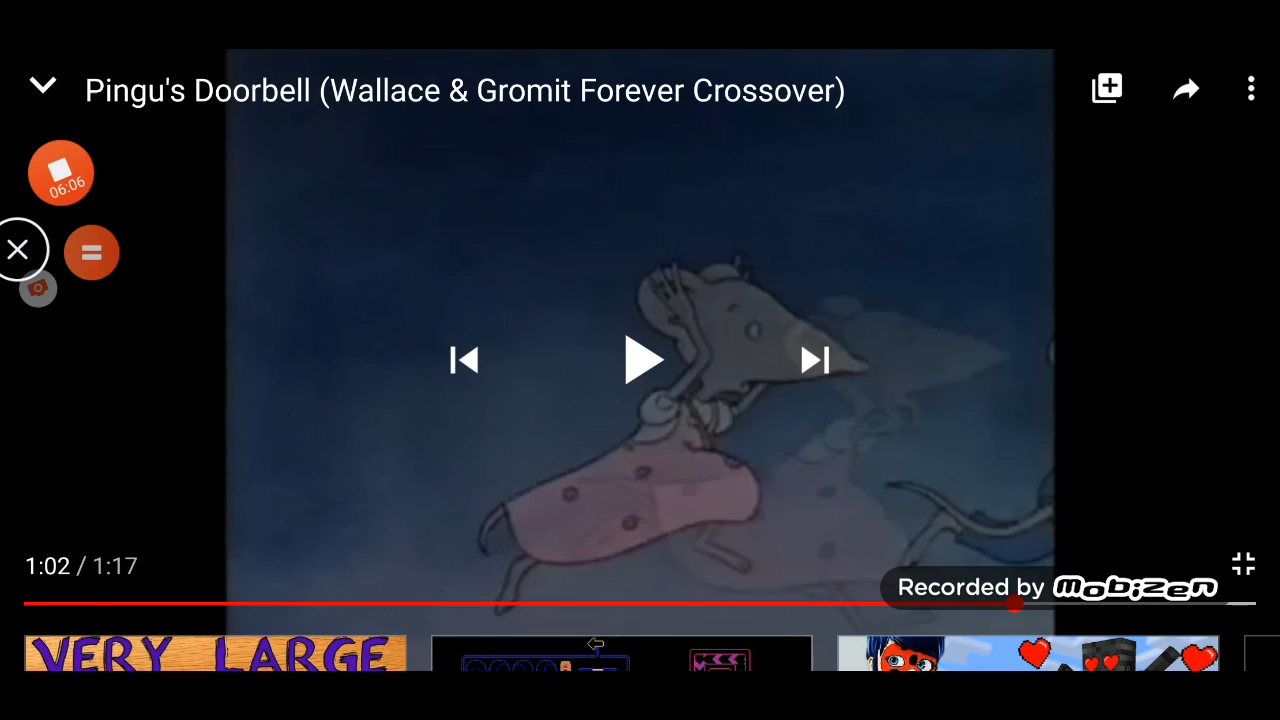 Pingu's Doorbell (Wallace & Gromit Forever Crossover)
06:06
1:02 / 1:17
Recorded by Mobizen
VERY LARGE